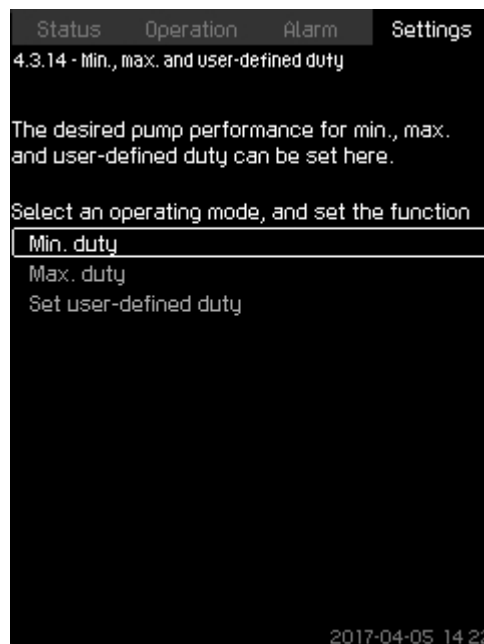 Status Operation Alarm Settings
4.3.14 - Min., max. and user-defined duty
The desired pump performance for min., max.
and user-defined duty can be set here.
Select an operating mode, and set the function
Min. duty
Max. duty
Set user-defined duty
2017-04-05 14:22